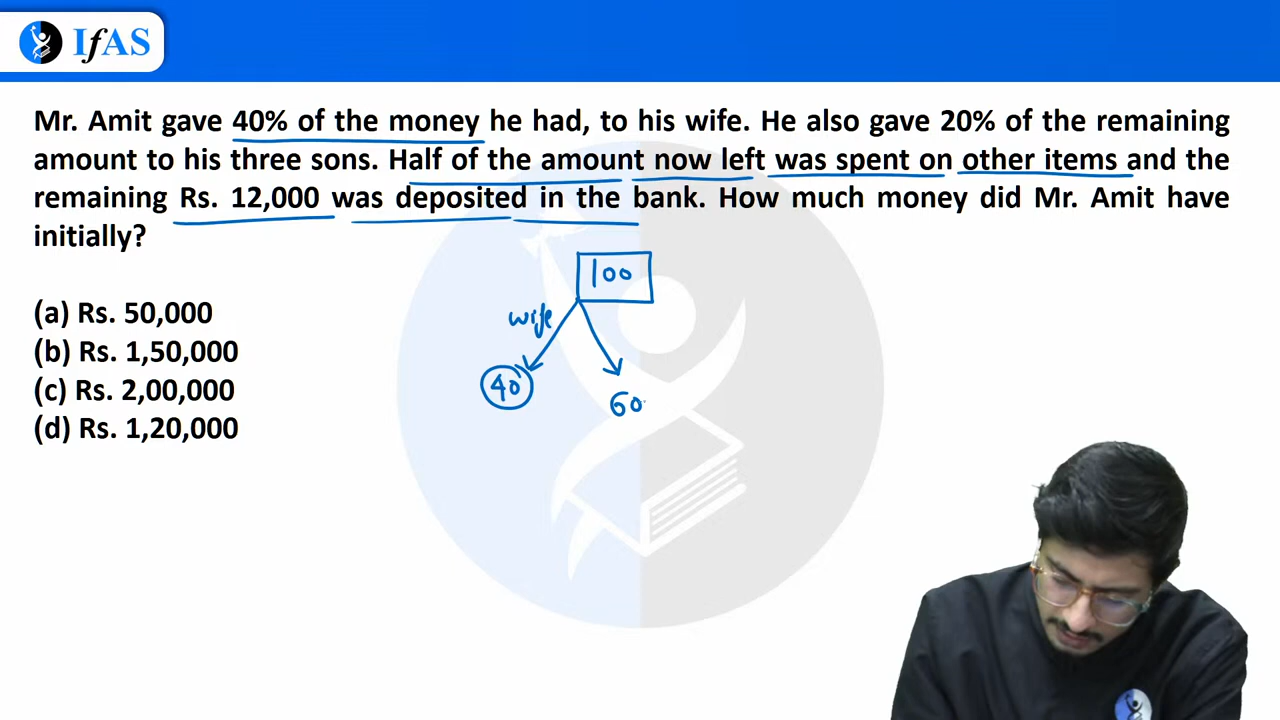 IfAS
Mr. Amit gave 40% of the money he had, to his wife. He also gave 20% of the remaining
amount to his three sons. Half of the amount now left was spent on other items and the
remaining Rs. 12,000 was deposited in the bank. How much money did Mr. Amit have
initially?
100
wife
40
60
(a) Rs. 50,000
(b) Rs. 1,50,000
(c) Rs. 2,00,000
(d) Rs. 1,20,000